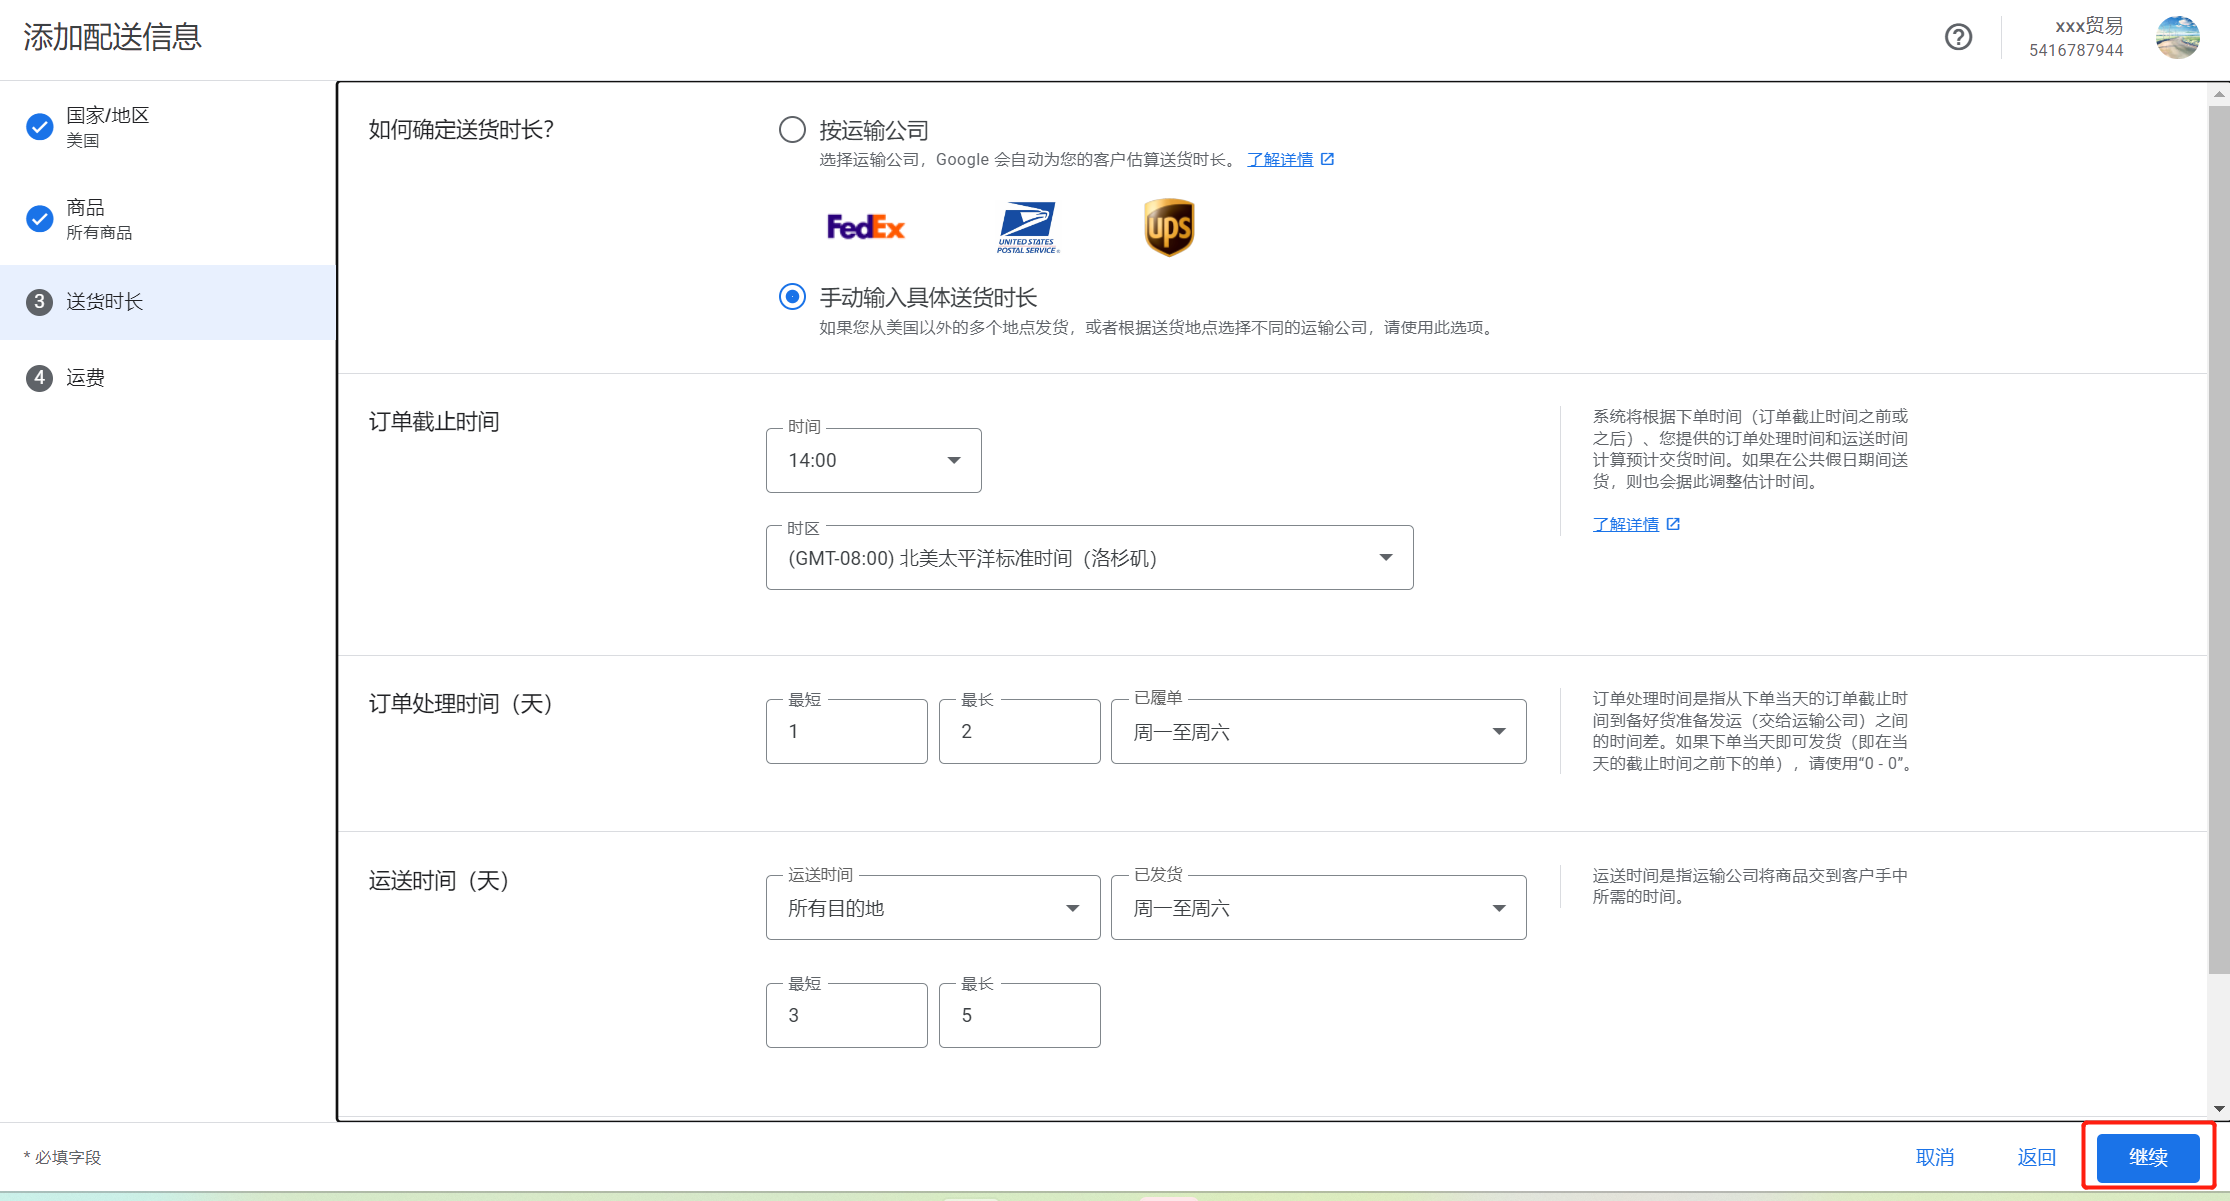 添加配送信息
xxx贸易
5416787944
国家/地区
美国
商品
所有商品
3 送货时长
4 运费
如何确定送货时长？
按运输公司
选择运输公司，Google 会自动为您的客户估算送货时长。 了解详情
FedEx
UNITED STATES
POSTAL SERVICE
ups
手动输入具体送货时长
如果您从美国以外的多个地点发货，或者根据送货地点选择不同的运输公司，请使用此选项。
订单截止时间
时间
14:00
时区
(GMT-08:00) 北美太平洋标准时间（洛杉矶）
系统将根据下单时间（订单截止时间之前或
之后）、您提供的订单处理时间和运送时间
计算预计交货时间。如果在公共假日期间送
货，则也会据此调整估计时间。
了解详情
订单处理时间（天）
最短
1
最长
2
已履单
周一至周六
订单处理时间是指从下单当天的订单截止时
间到备好货准备发运（交给运输公司）之间
的时间差。如果下单当天即可发货（即在当
天的截止时间之前下的单），请使用“0 - 0”。
运送时间（天）
运送时间
所有目的地
已发货
周一至周六
最短
3
最长
5
运送时间是指运输公司将商品交到客户手中
所需的时间。
* 必填字段
取消
返回
继续